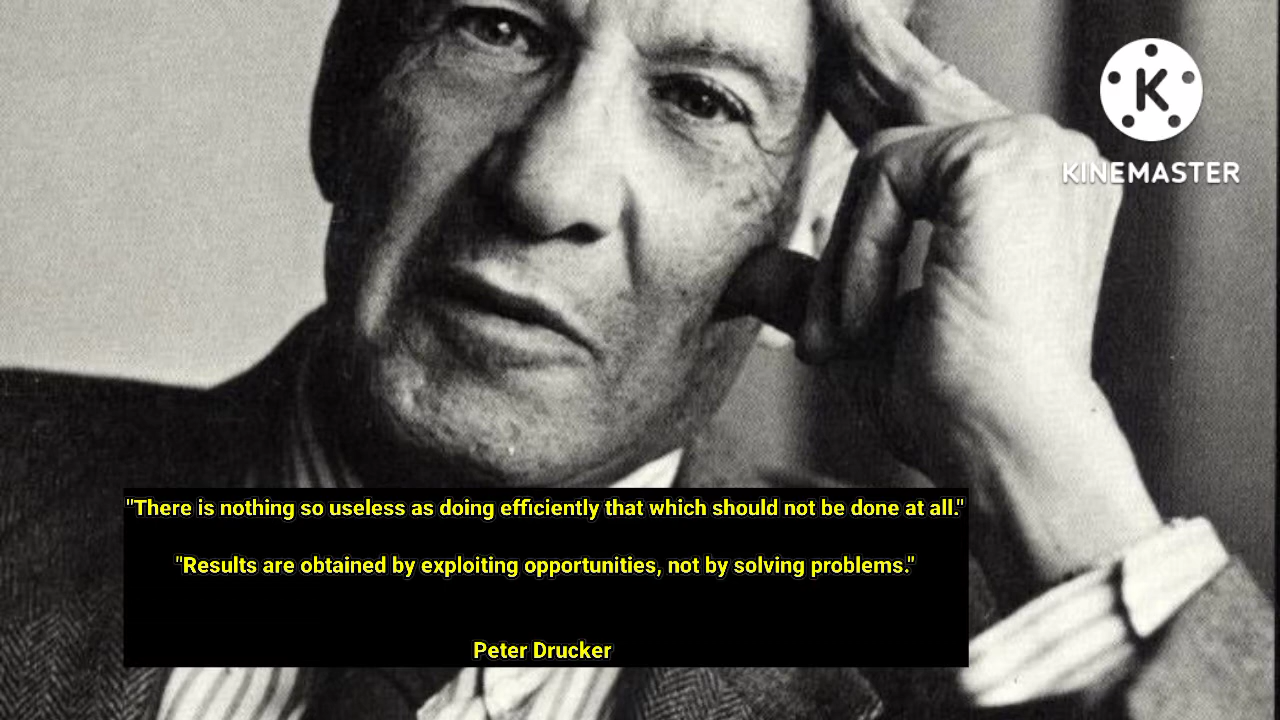 K
KINEMASTER
"There is nothing so useless as doing efficiently that which should not be done at all."
"Results are obtained by exploiting opportunities, not by solving problems."
Peter Drucker